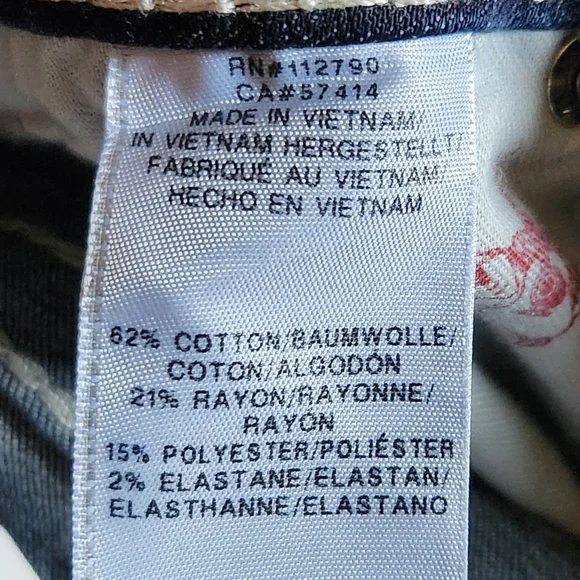 RN#112790
CA#57414
MADE IN VIETNAM/
IN VIETNAM HERGESTELLT/
FABRIQUÉ AU VIETNAM/
HECHO EN VIETNAM
62% COTTON/BAUMWOLLE/
COTON/ALGODÓN
21% RAYON/RAYONNE/
RAYON
15% POLYESTER/POLIÉSTER
2% ELASTANE/ELASTAN/
ELASTHANNE/ELASTANO